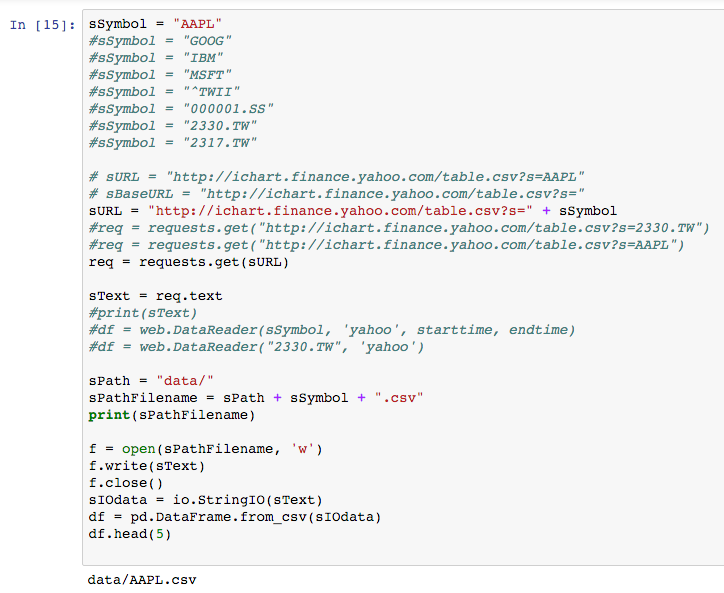 In [15]: sSymbol = "AAPL"
#sSymbol = "GOOG"
#sSymbol = "IBM"
#sSymbol = "MSFT"
#sSymbol = "^TWII"
#sSymbol = "000001.SS"
#sSymbol = "2330.TW"
#sSymbol = "2317.TW"
# sURL = "http://ichart.finance.yahoo.com/table.csv?s=AAPL"
# sBaseURL = "http://ichart.finance.yahoo.com/table.csv?s="
sURL = "http://ichart.finance.yahoo.com/table.csv?s=" + sSymbol
#req = requests.get("http://ichart.finance.yahoo.com/table.csv?s=2330.TW")
#req = requests.get("http://ichart.finance.yahoo.com/table.csv?s=AAPL")
req = requests.get(sURL)
sText = req.text
#print(sText)
#df = web.DataReader(sSymbol, 'yahoo', starttime, endtime)
#df = web.DataReader("2330.TW", 'yahoo')
sPath = "data/"
sPathFilename = sPath + sSymbol + ".csv"
print(sPathFilename)
f = open(sPathFilename, 'w')
f.write(sText)
f.close()
sIOdata = io.StringIO(sText)
df = pd.DataFrame.from_csv(sIOdata)
df.head(5)
data/AAPL.csv